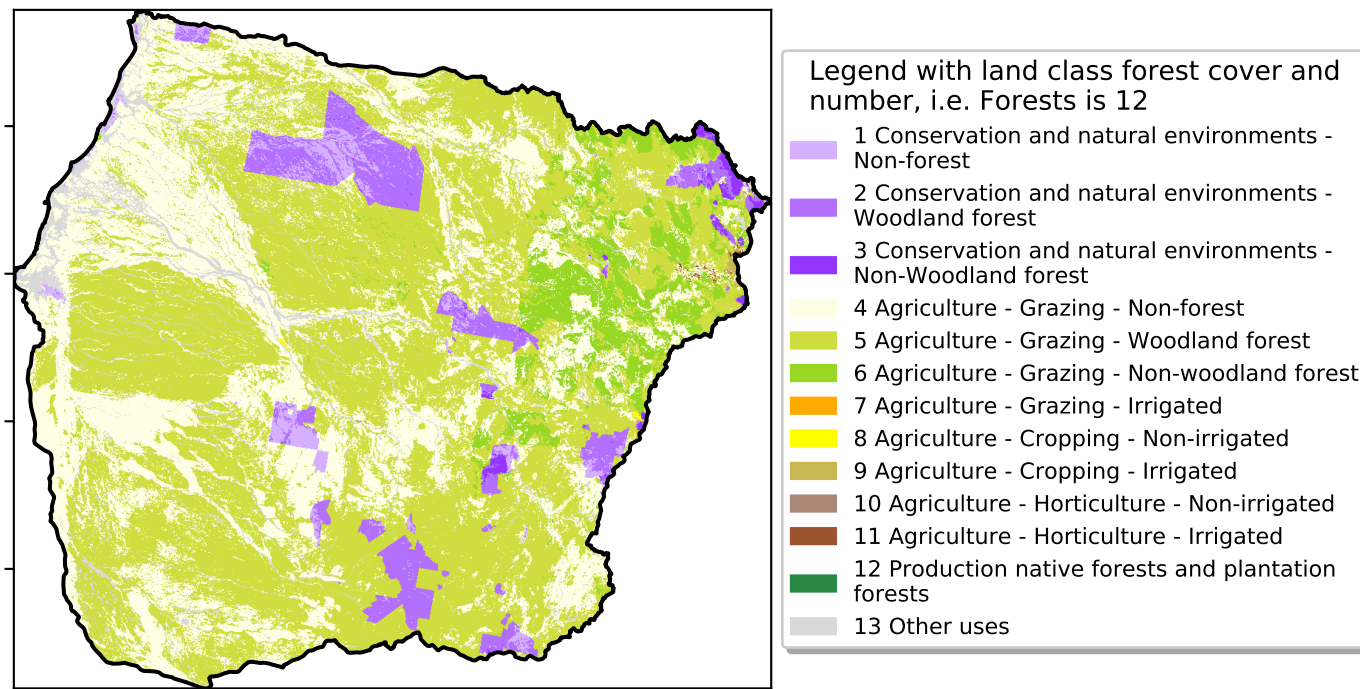 Legend with land class forest cover and
number, i.e. Forests is 12
1 Conservation and natural environments -
Non-forest
2 Conservation and natural environments -
Woodland forest
3 Conservation and natural environments -
Non-Woodland forest
4 Agriculture - Grazing - Non-forest
5 Agriculture - Grazing - Woodland forest
6 Agriculture - Grazing - Non-woodland forest
7 Agriculture - Grazing - Irrigated
8 Agriculture - Cropping - Non-irrigated
9 Agriculture - Cropping - Irrigated
10 Agriculture - Horticulture - Non-irrigated
11 Agriculture - Horticulture - Irrigated
12 Production native forests and plantation
forests
13 Other uses